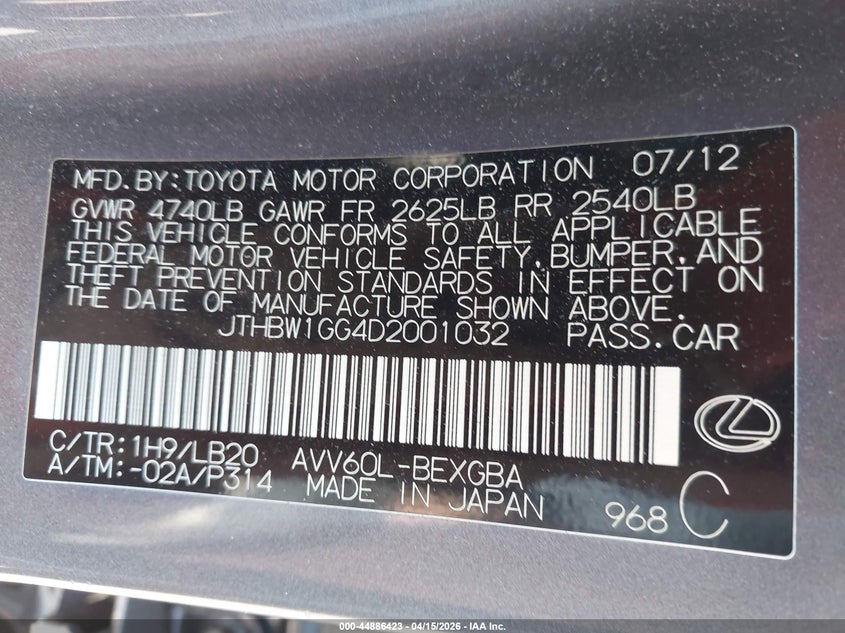 MFD.BY:TOYOTA MOTOR CORPORATION 07/12
GVWR 4740LB GAWR FR 2625LB RR 2540LB
THIS VEHICLE CONFORMS TO ALL APPLICABLE
FEDERAL MOTOR VEHICLE SAFETY,BUMPER,AND
THEFT PREVENTION STANDARDS IN EFFECT ON
THE DATE OF MANUFACTURE SHOWN ABOVE.
JTHBW1GG4D2001032 PASS.CAR
C/TR:1H9/LB20 AVV60L-BEXGBA
A/TM:-02A/P314 MADE IN JAPAN
968 C
000-44886423 - 04/15/2026 - IAA Inc.